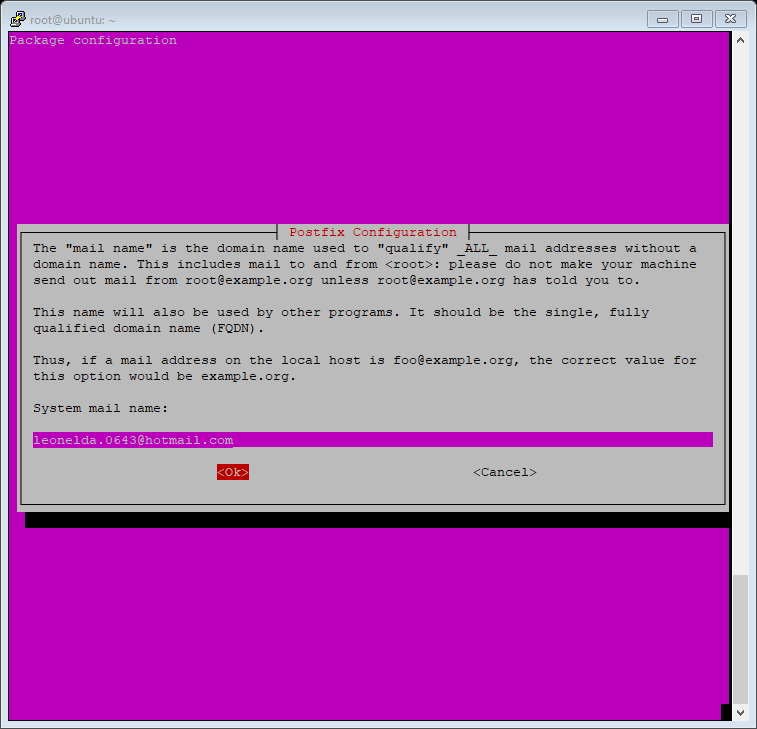 root@ubuntu: ~
Package configuration
Postfix Configuration
The "mail name" is the domain name used to "qualify" _ALL_ mail addresses without a
domain name. This includes mail to and from <root>: please do not make your machine
send out mail from root@example.org unless root@example.org has told you to.
This name will also be used by other programs. It should be the single, fully
qualified domain name (FQDN).
Thus, if a mail address on the local host is foo@example.org, the correct value for
this option would be example.org.
System mail name:
leonelda.0643@hotmail.com
<Ok> <Cancel>